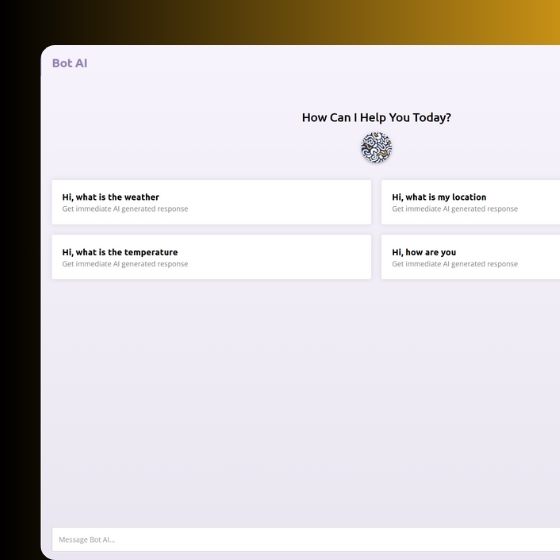 Bot AI
How Can I Help You Today?
Hi, what is the weather
Get immediate AI generated response
Hi, what is my location
Get immediate AI generated response
Hi, what is the temperature
Get immediate AI generated response
Hi, how are you
Get immediate AI generated response
Message Bot AI...